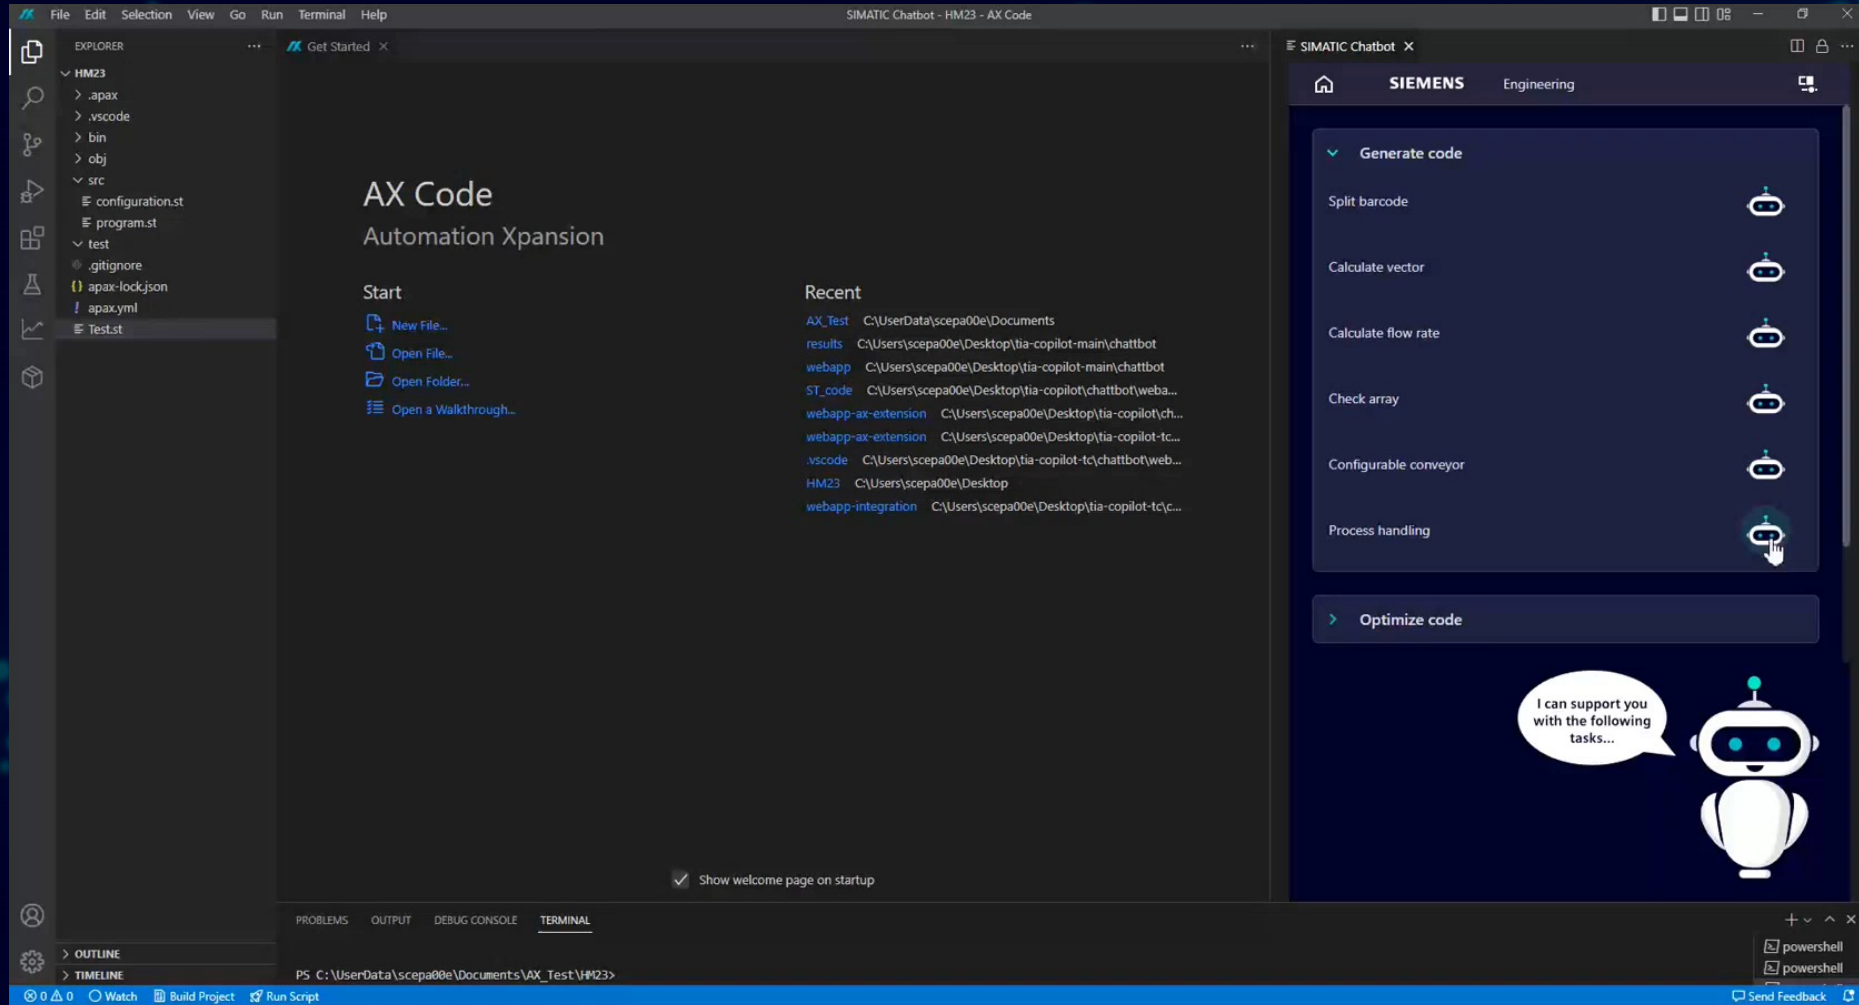 File Edit Selection View Go Run Terminal Help
SIMATIC Chatbot - HM23 - AX Code
EXPLORER
HM23
.apax
.vscode
bin
obj
src
configuration.st
program.st
test
.gitignore
apax-lock.json
apax.yml
Test.st
OUTLINE
TIMELINE
Get Started
AX Code
Automation Xpansion
Start
New File...
Open File...
Open Folder...
Open a Walkthrough...
Recent
AX_Test C:\UserData\scepa00e\Documents
results C:\Users\scepa00e\Desktop\tia-copilot-main\chattbot
webapp C:\Users\scepa00e\Desktop\tia-copilot-main\chattbot
ST_code C:\Users\scepa00e\Desktop\tia-copilot\chattbot\weba...
webapp-ax-extension C:\Users\scepa00e\Desktop\tia-copilot\ch...
webapp-ax-extension C:\Users\scepa00e\Desktop\tia-copilot-tc...
.vscode C:\Users\scepa00e\Desktop\tia-copilot-tc\chattbot\web...
HM23 C:\Users\scepa00e\Desktop
webapp-integration C:\Users\scepa00e\Desktop\tia-copilot-tc\c...
Show welcome page on startup
SIMATIC Chatbot
SIEMENS Engineering
Generate code
Split barcode
Calculate vector
Calculate flow rate
Check array
Configurable conveyor
Process handling
Optimize code
I can support you
with the following
tasks...
PROBLEMS OUTPUT DEBUG CONSOLE TERMINAL
PS C:\UserData\scepa00e\Documents\AX_Test\HM23>
powershell
powershell
0 0 Watch Build Project Run Script
Send Feedback